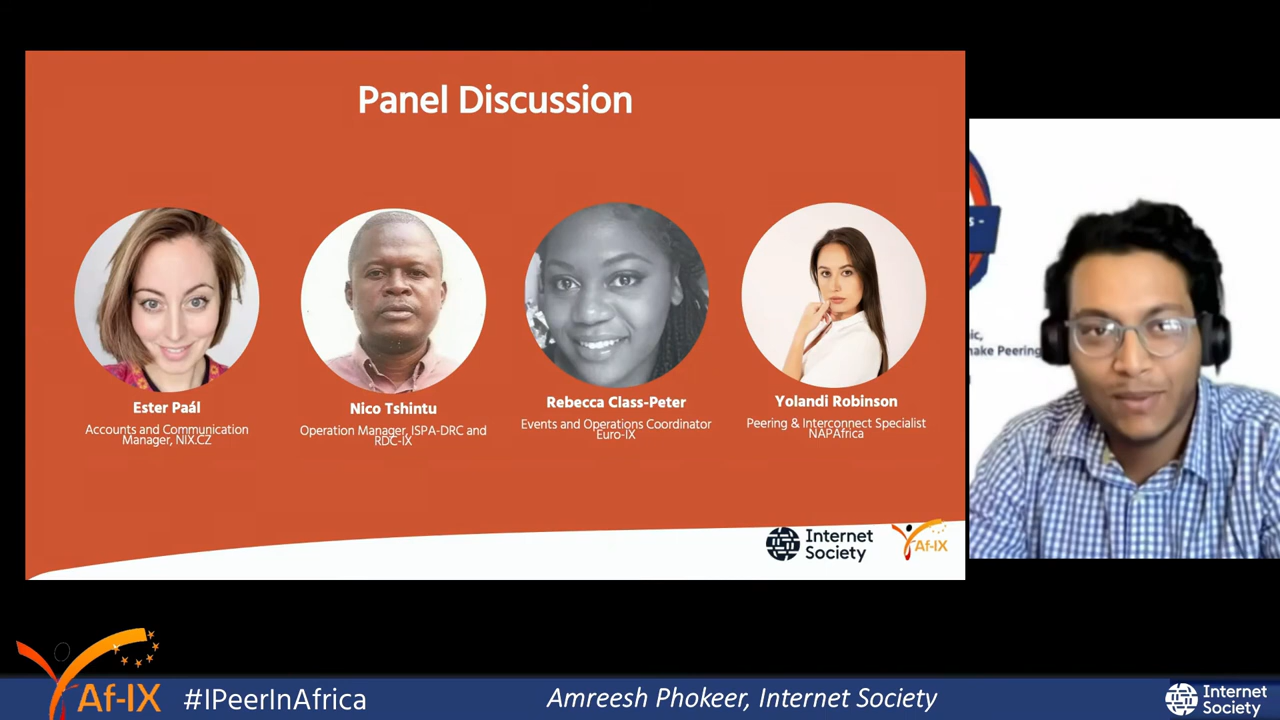 Panel Discussion
Ester Paál
Accounts and Communication
Manager, NIX.CZ
Nico Tshintu
Operation Manager, ISPA-DRC and
RDC-IX
Rebecca Class-Peter
Events and Operations Coordinator
Euro-IX
Yolandi Robinson
Peering & Interconnect Specialist
NAPAfrica
Internet
Society
Af-IX
make Peering
Af-IX
#IPeerInAfrica
Amreesh Phokeer, Internet Society
Internet
Society